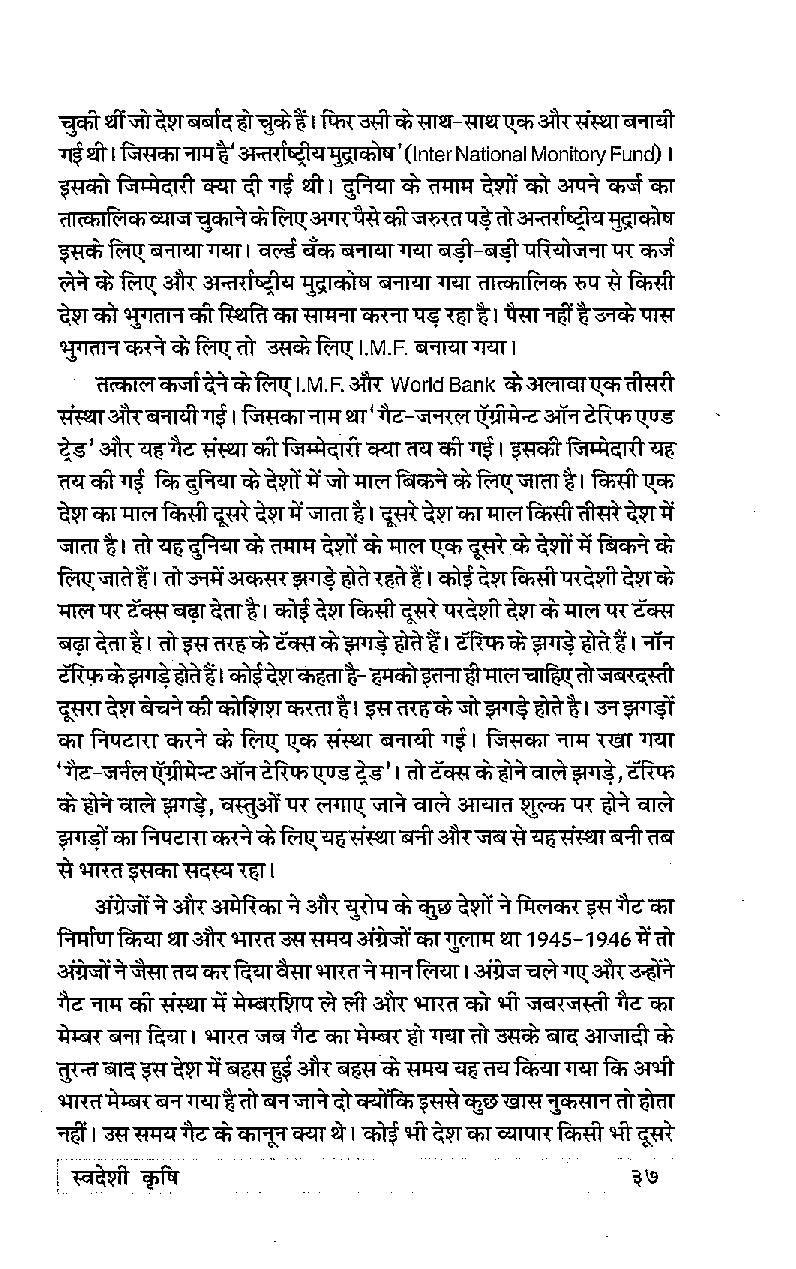 चुकी थीं जो देश बर्बाद हो चुके हैं। फिर उसी के साथ-साथ एक और संस्था बनायी
गई थी। जिसका नाम है 'अन्तर्राष्ट्रीय मुद्राकोष' (Inter National Monitory Fund) ।
इसको जिम्मेदारी क्या दी गई थी। दुनिया के तमाम देशों को अपने कर्ज का
तात्कालिक व्याज चुकाने के लिए अगर पैसे की जरुरत पड़े तो अन्तर्राष्ट्रीय मुद्राकोष
इसके लिए बनाया गया। वर्ल्ड बँक बनाया गया बड़ी-बड़ी परियोजना पर कर्ज
लेने के लिए और अन्तर्राष्ट्रीय मुद्राकोष बनाया गया तात्कालिक रुप से किसी
देश को भुगतान की स्थिति का सामना करना पड़ रहा है। पैसा नहीं है उनके पास
भुगतान करने के लिए तो उसके लिए I.M.F. बनाया गया।
तत्काल कर्जा देने के लिए I.M.F. और World Bank के अलावा एक तीसरी
संस्था और बनायी गई। जिसका नाम था 'गैट-जनरल ऍग्रीमेन्ट ऑन टेरिफ एण्ड
ट्रेड' और यह गैट संस्था की जिम्मेदारी क्या तय की गई। इसकी जिम्मेदारी यह
तय की गई कि दुनिया के देशों में जो माल बिकने के लिए जाता है। किसी एक
देश का माल किसी दूसरे देश में जाता है। दूसरे देश का माल किसी तीसरे देश में
जाता है। तो यह दुनिया के तमाम देशों के माल एक दूसरे के देशों में बिकने के
लिए जाते हैं। तो उनमें अकसर झगड़े होते रहते हैं। कोई देश किसी परदेशी देश के
माल पर टॅक्स बढ़ा देता है। कोई देश किसी दूसरे परदेशी देश के माल पर टॅक्स
बढ़ा देता है। तो इस तरह के टॅक्स के झगड़े होते हैं। टॅरिफ के झगड़े होते हैं। नॉन
टॅरिफ़ के झगड़े होते हैं। कोई देश कहता है- हमको इतना ही माल चाहिए तो जबरदस्ती
दूसरा देश बेचने की कोशिश करता है। इस तरह के जो झगड़े होते है। उन झगड़ों
का निपटारा करने के लिए एक संस्था बनायी गई। जिसका नाम रखा गया
'गैट-जर्नल ऍग्रीमेन्ट ऑन टेरिफ एण्ड ट्रेड'। तो टॅक्स के होने वाले झगड़े, टॅरिफ
के होने वाले झगड़े, वस्तुओं पर लगाए जाने वाले आयात शुल्क पर होने वाले
झगड़ों का निपटारा करने के लिए यह संस्था बनी और जब से यह संस्था बनी तब
से भारत इसका सदस्य रहा।
अंग्रेजों ने और अमेरिका ने और युरोप के कुछ देशों ने मिलकर इस गैट का
निर्माण किया था और भारत उस समय अंग्रेजों का गुलाम था 1945-1946 में तो
अंग्रेजों ने जैसा तय कर दिया वैसा भारत ने मान लिया। अंग्रेज चले गए और उन्होंने
गैट नाम की संस्था में मेम्बरशिप ले ली और भारत को भी जबरजस्ती गैट का
मेम्बर बना दिया। भारत जब गैट का मेम्बर हो गया तो उसके बाद आजादी के
तुरन्त बाद इस देश में बहस हुई और बहस के समय यह तय किया गया कि अभी
भारत मेम्बर बन गया है तो बन जाने दो क्योंकि इससे कुछ खास नुकसान तो होता
नहीं। उस समय गैट के कानून क्या थे। कोई भी देश का व्यापार किसी भी दूसरे
स्वदेशी कृषि ३७